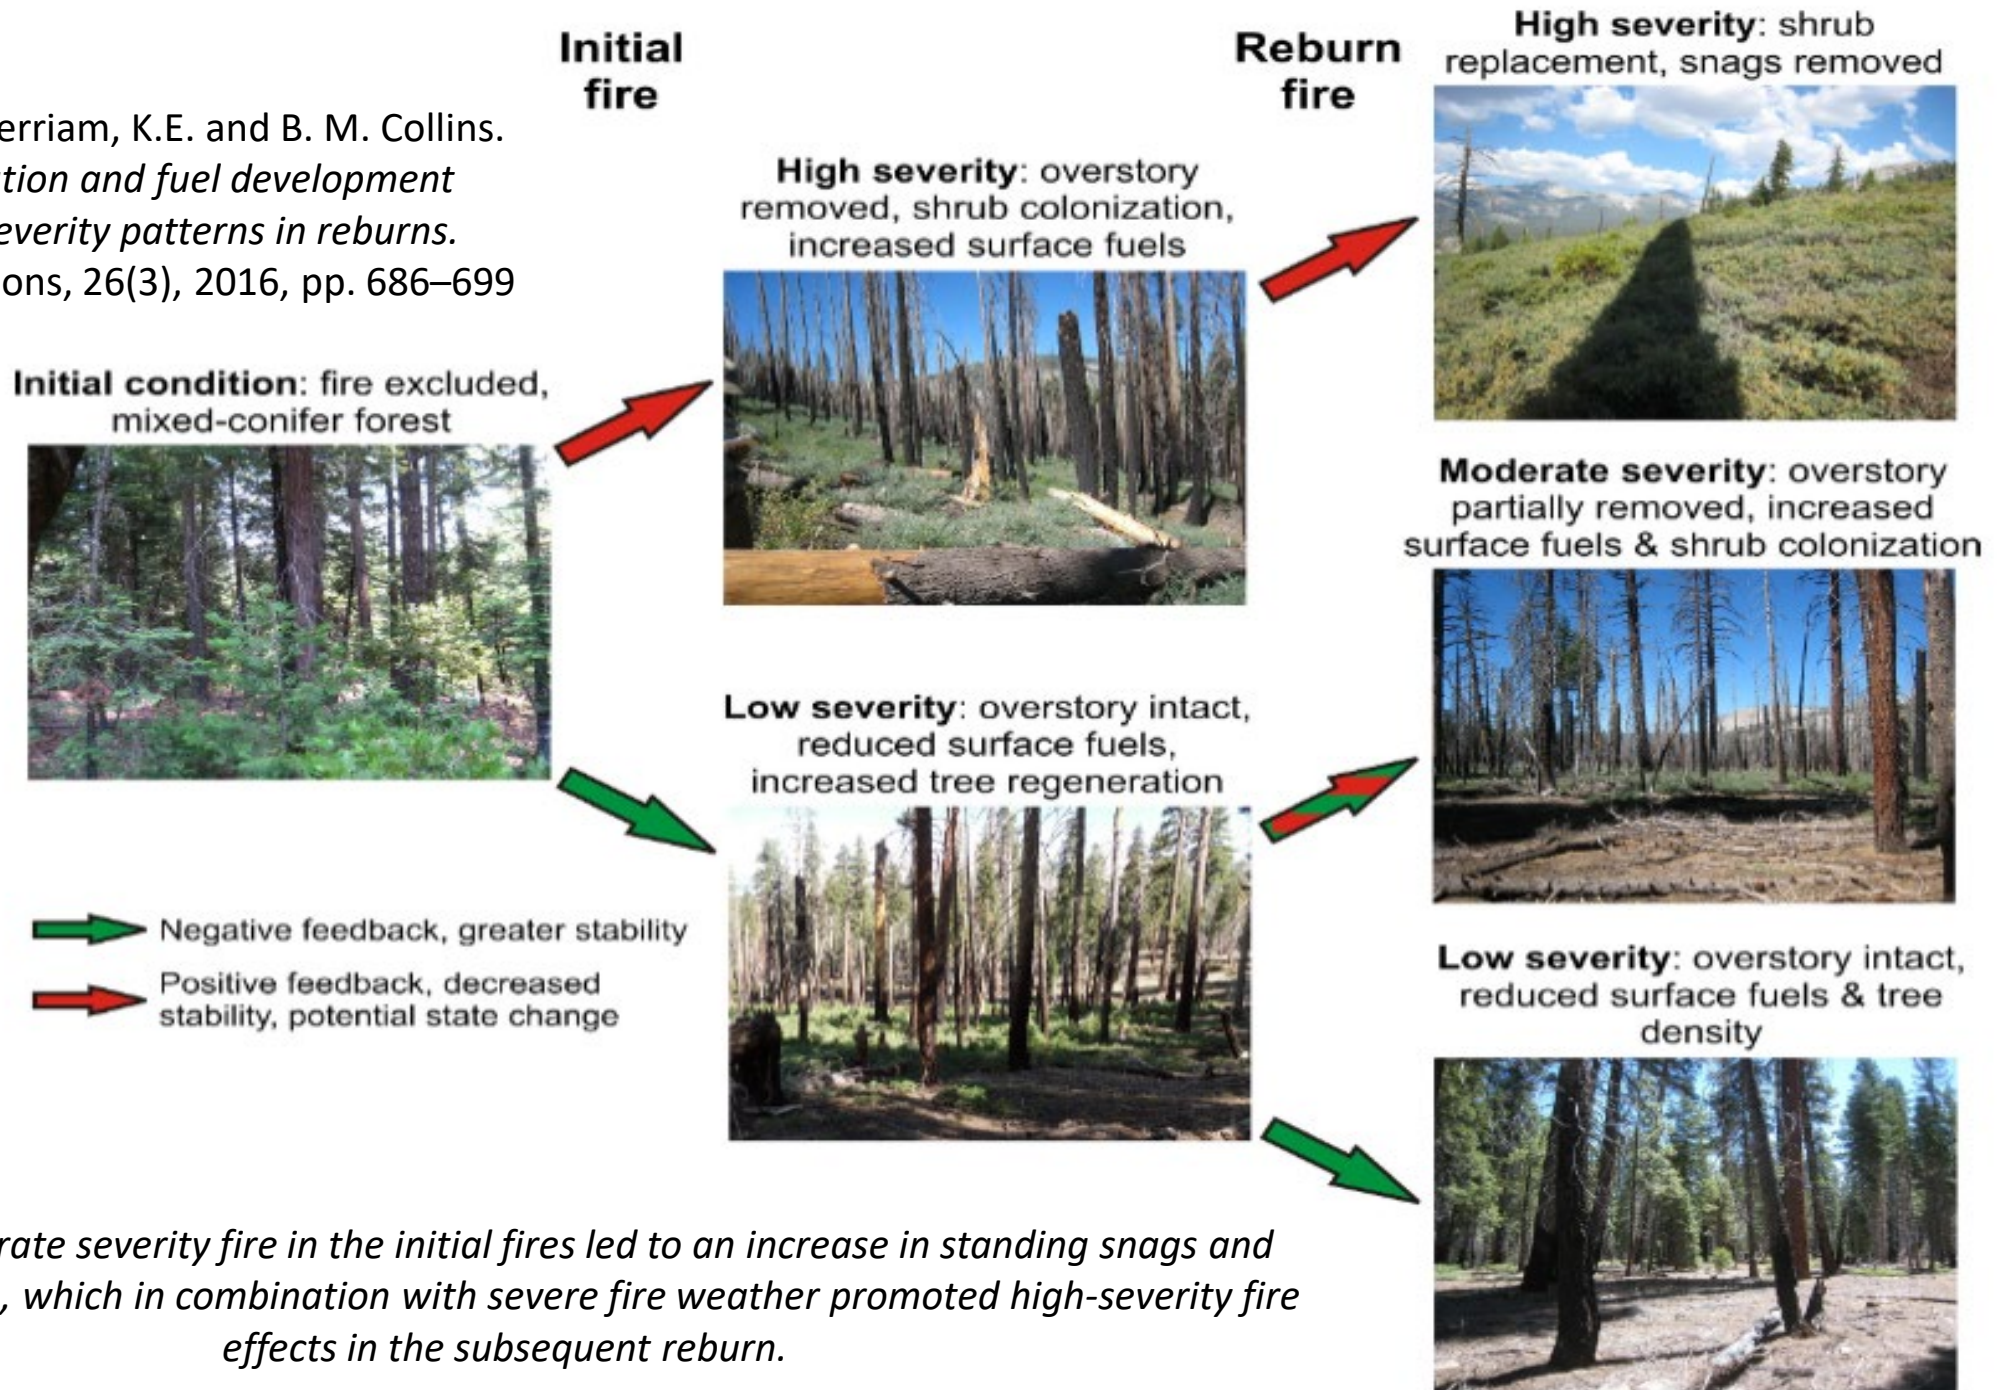 Initial
fire
Reburn
fire
K.E. and B. M. Collins.
and fuel development
patterns in reburns.
26(3), 2016, pp. 686–699
Initial condition: fire excluded,
mixed-conifer forest
High severity: overstory
removed, shrub colonization,
increased surface fuels
High severity: shrub
replacement, snags removed
Low severity: overstory intact,
reduced surface fuels,
increased tree regeneration
Moderate severity: overstory
partially removed, increased
surface fuels & shrub colonization
Low severity: overstory intact,
reduced surface fuels & tree
density
Negative feedback, greater stability
Positive feedback, decreased
stability, potential state change
severity fire in the initial fires led to an increase in standing snags and
, which in combination with severe fire weather promoted high-severity fire
effects in the subsequent reburn.